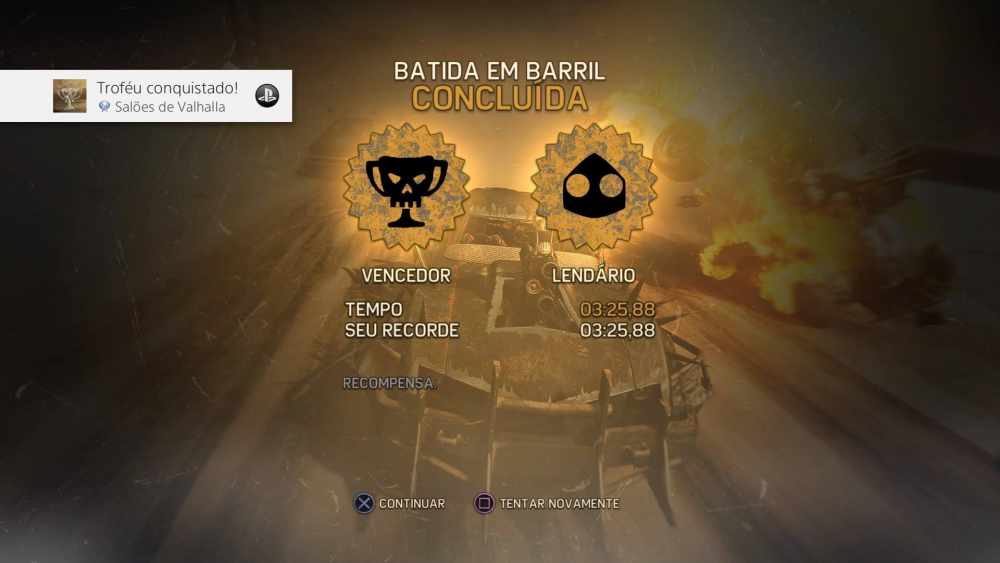 Troféu conquistado!
Salões de Valhalla
BATIDA EM BARRIL
CONCLUÍDA
VENCEDOR
LENDÁRIO
TEMPO 03:25,88
SEU RECORDE 03:25,88
RECOMPENSA.
CONTINUAR
TENTAR NOVAMENTE